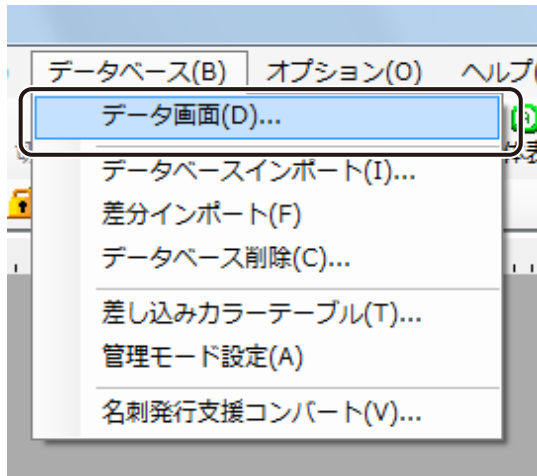 データベース(B) オプション(O) ヘルプ(
データ画面(D)...
データベースインポート(I)...
差分インポート(F)
データベース削除(C)...
差し込みカラーテーブル(T)...
管理モード設定(A)
名刺発行支援コンバート(V)...